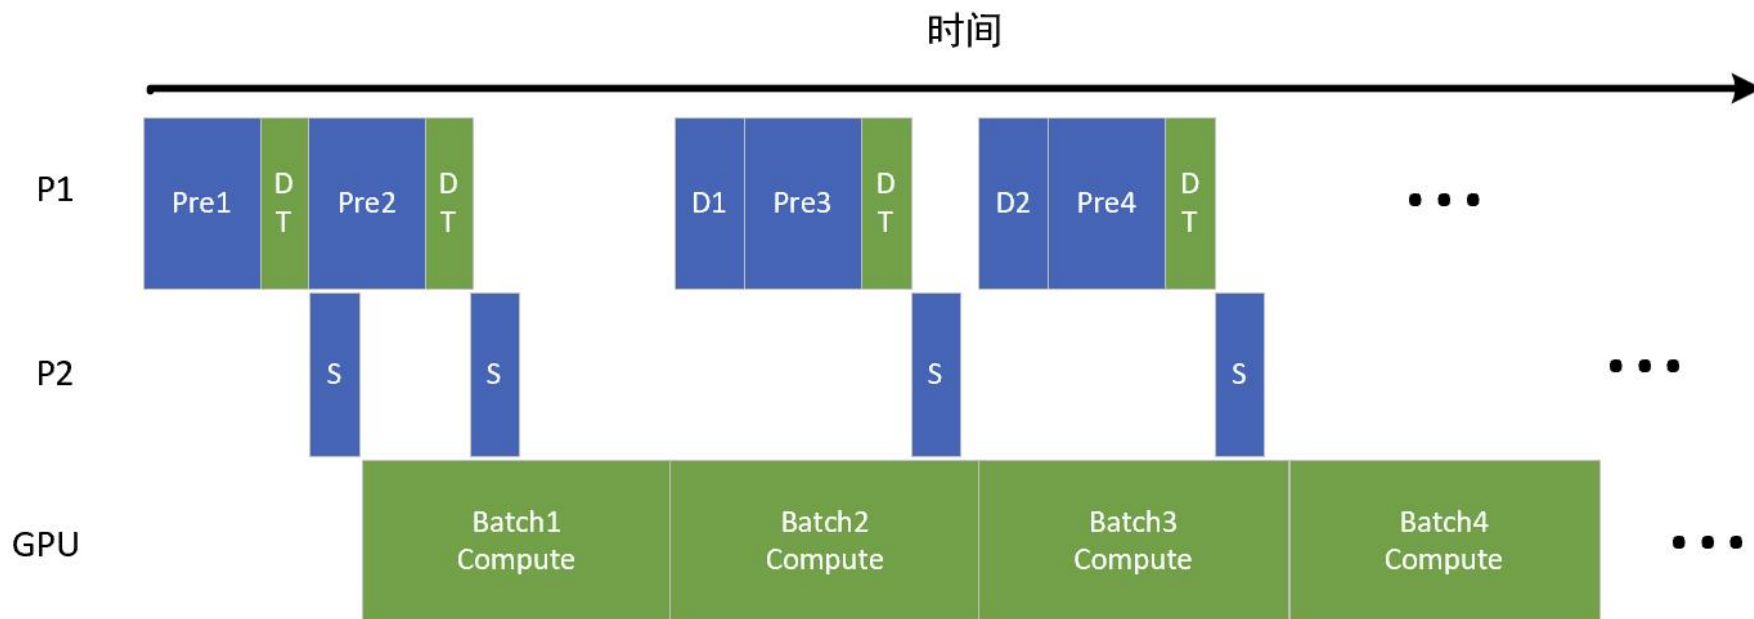 时间
P1
Pre1
D
T
Pre2
D
T
D1
Pre3
D
T
D2
Pre4
D
T
...
P2
S
S
S
S
...
GPU
Batch1
Compute
Batch2
Compute
Batch3
Compute
Batch4
Compute
...